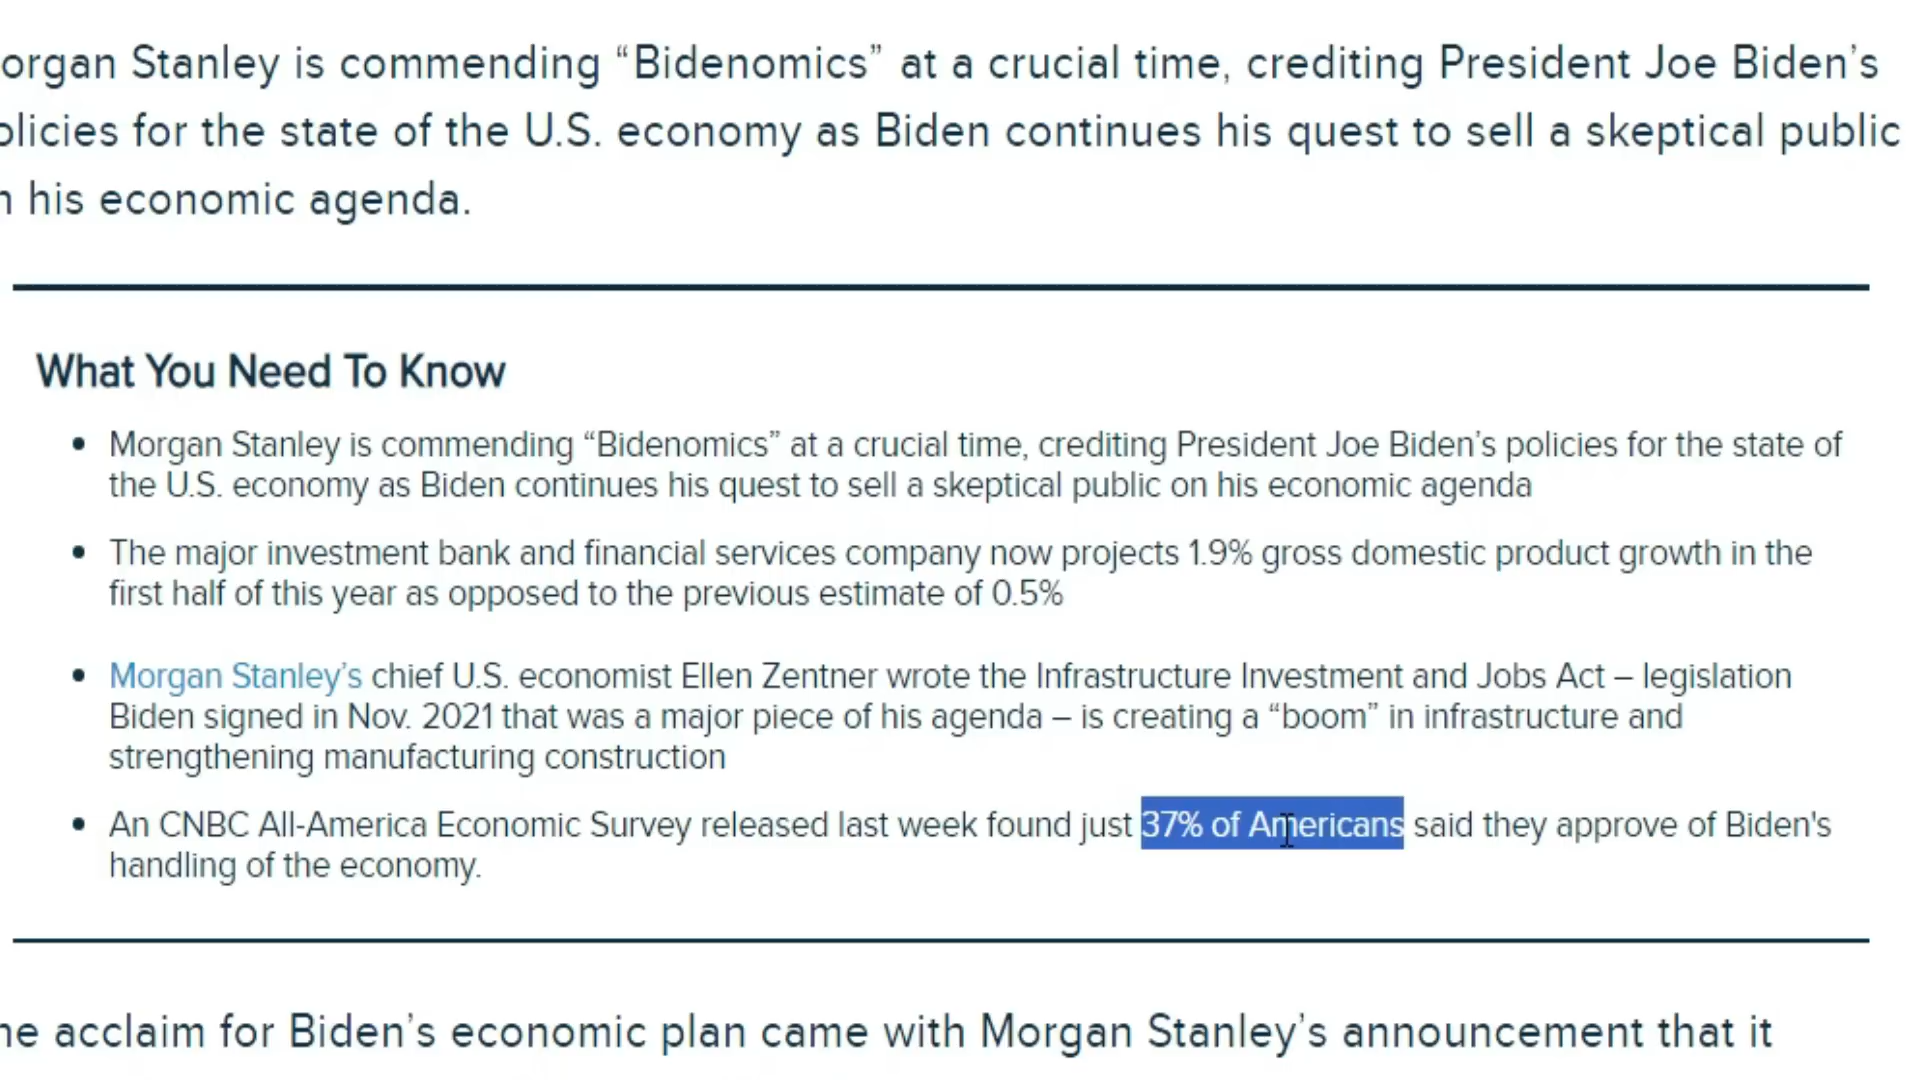 organ Stanley is commending “Bidenomics” at a crucial time, crediting President Joe Biden’s
olicies for the state of the U.S. economy as Biden continues his quest to sell a skeptical public
n his economic agenda.
What You Need To Know
• Morgan Stanley is commending “Bidenomics” at a crucial time, crediting President Joe Biden’s policies for the state of
the U.S. economy as Biden continues his quest to sell a skeptical public on his economic agenda
• The major investment bank and financial services company now projects 1.9% gross domestic product growth in the
first half of this year as opposed to the previous estimate of 0.5%
• Morgan Stanley’s chief U.S. economist Ellen Zentner wrote the Infrastructure Investment and Jobs Act – legislation
Biden signed in Nov. 2021 that was a major piece of his agenda – is creating a “boom” in infrastructure and
strengthening manufacturing construction
• An CNBC All-America Economic Survey released last week found just 37% of Americans said they approve of Biden's
handling of the economy.
he acclaim for Biden’s economic plan came with Morgan Stanley’s announcement that it